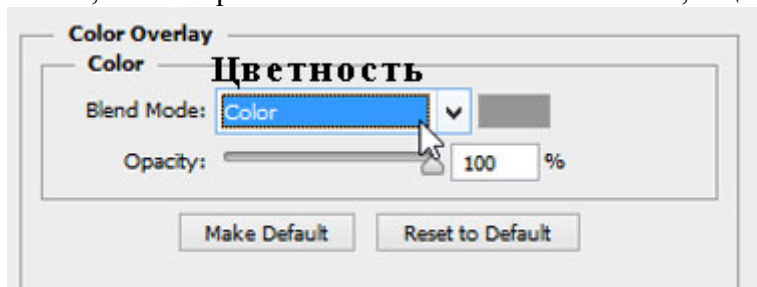 Color Overlay
Color
Цветность
Blend Mode: Color
Opacity: 100 %
Make Default Reset to Default